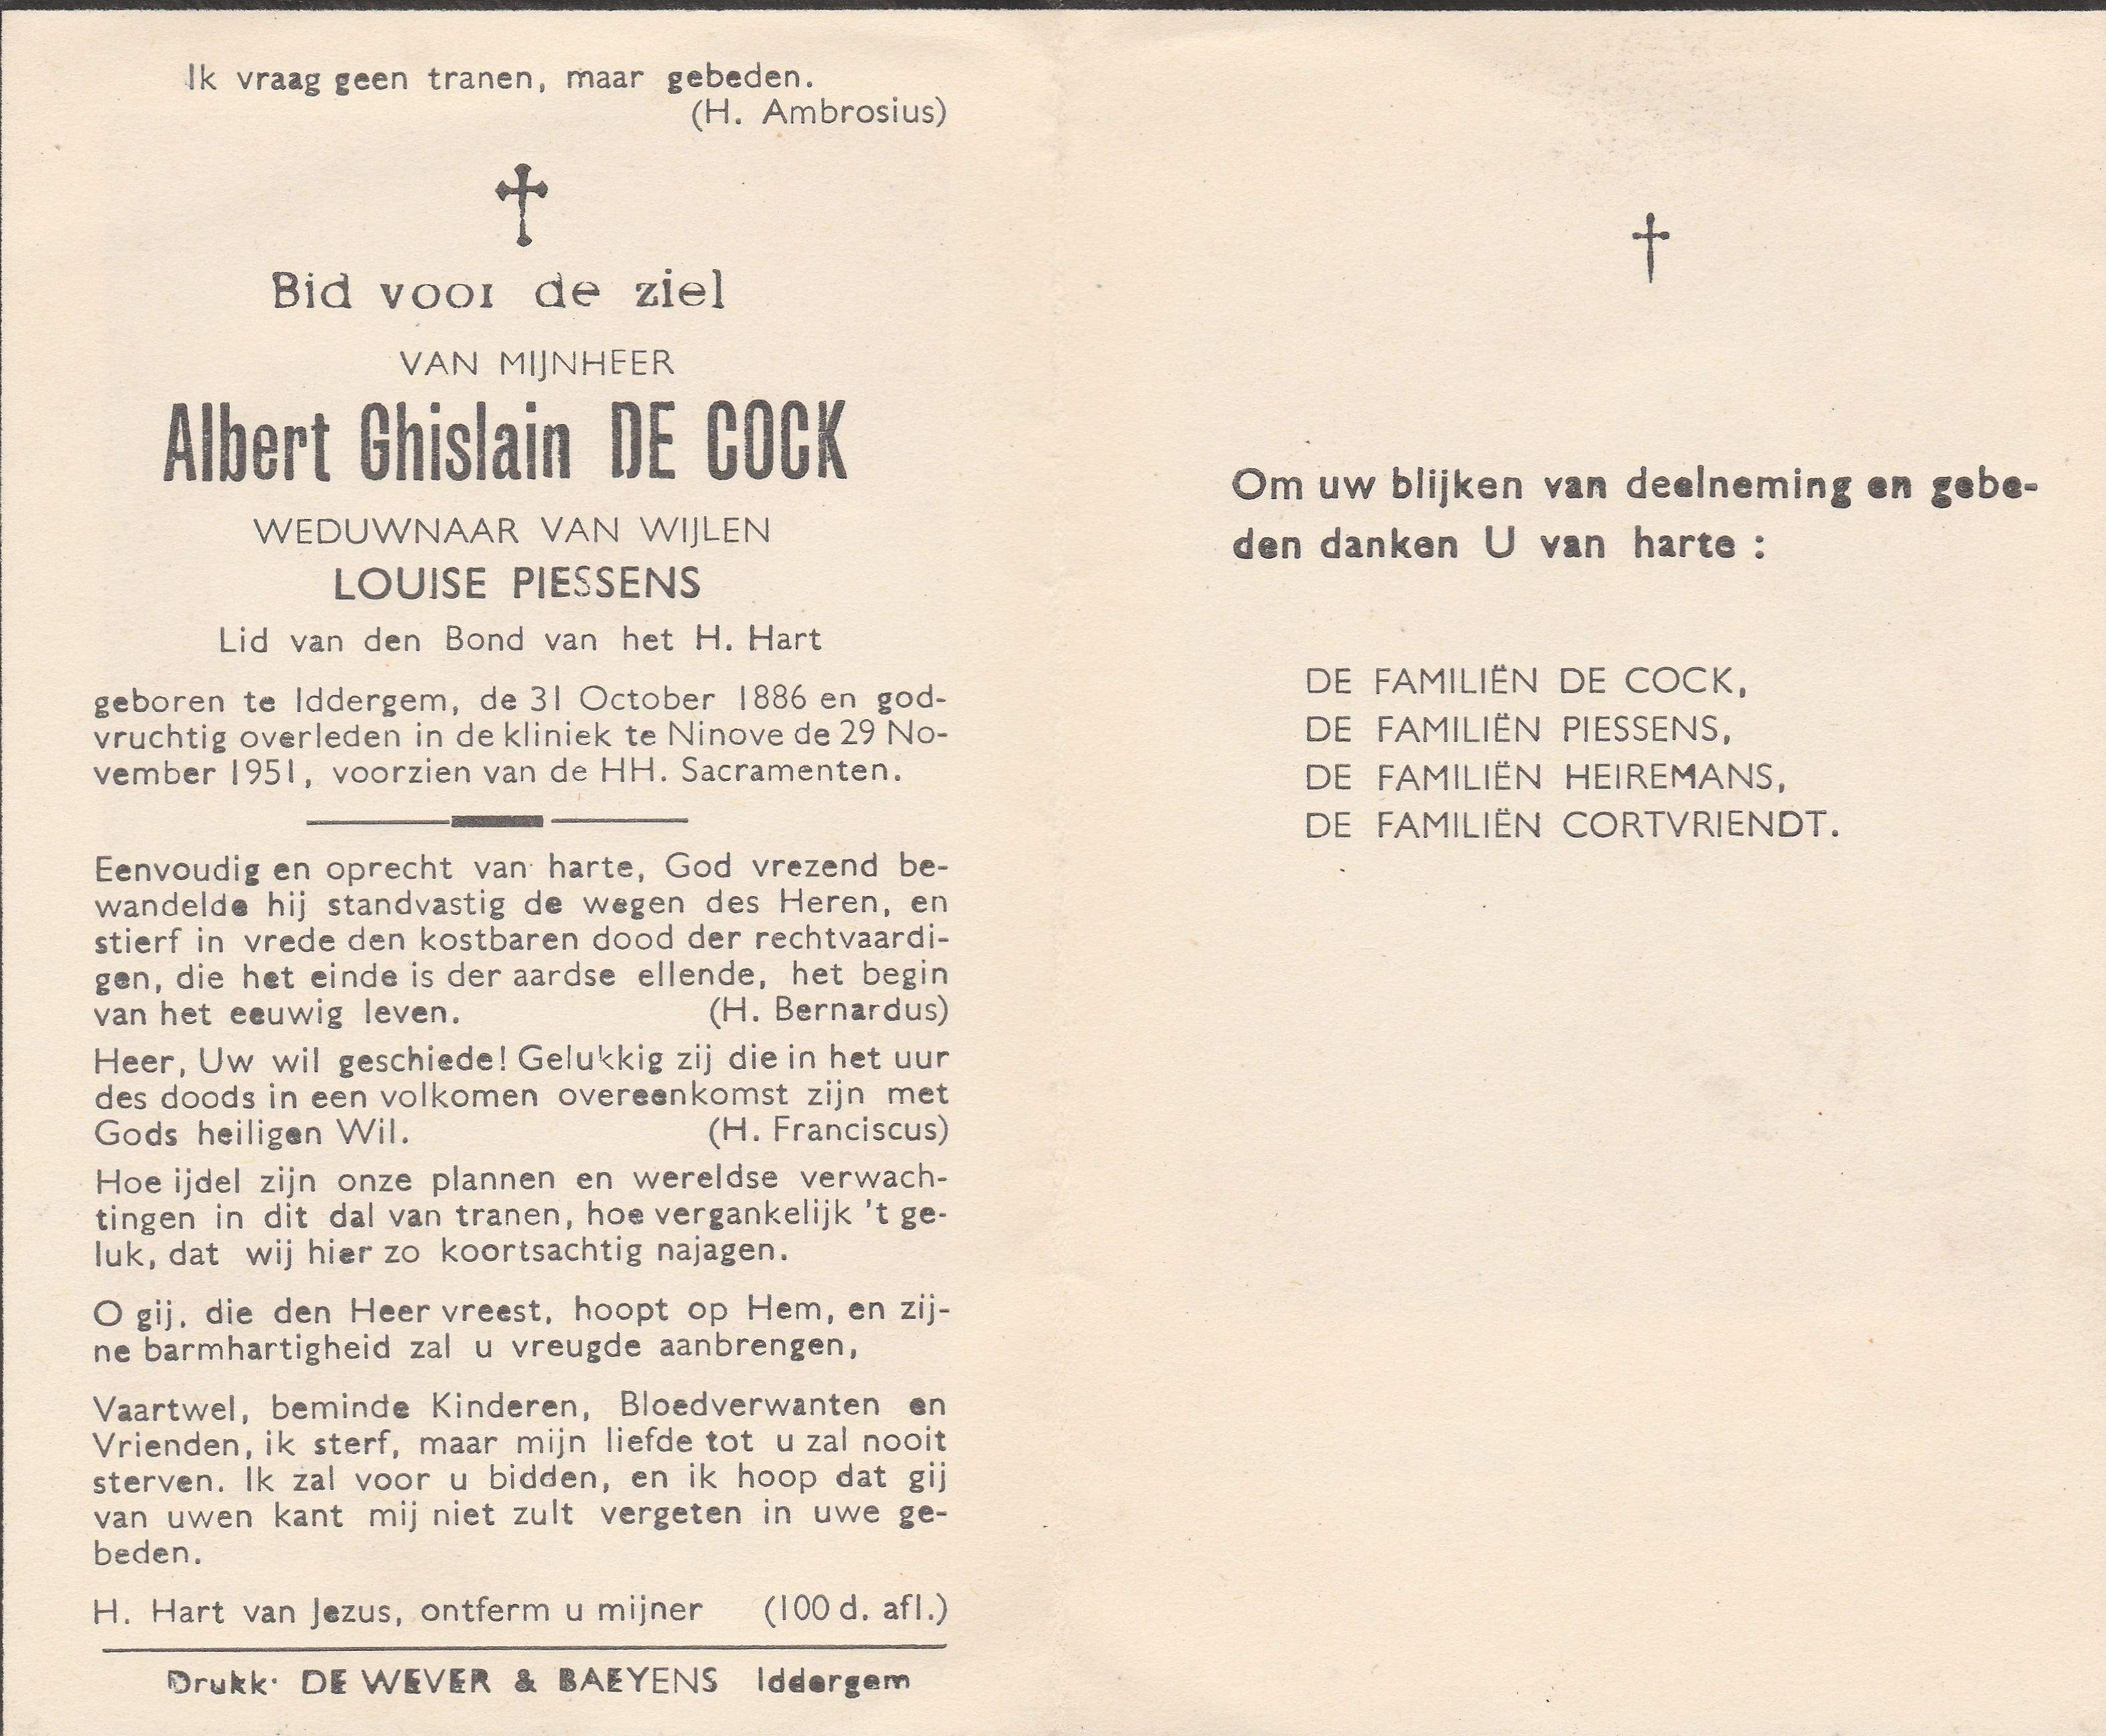 Ik vraag geen tranen, maar gebeden.
(H. Ambrosius)
Bid voor de ziel
VAN MIJNHEER
Albert Ghislain DE COCK
WEDUWNAAR VAN WIJLEN
LOUISE PIESSENS
Lid van den Bond van het H. Hart
geboren te Iddergem, de 31 October 1886 en god-
vruchtig overleden in de kliniek te Ninove de 29 No-
vember 1951, voorzien van de HH. Sacramenten.
Eenvoudig en oprecht van harte, God vrezend be-
wandelde hij standvastig de wegen des Heren, en
stierf in vrede den kostbaren dood der rechtvaardi-
gen, die het einde is der aardse ellende, het begin
van het eeuwig leven. (H. Bernardus)
Heer, Uw wil geschiede! Gelukkig zij die in het uur
des doods in een volkomen overeenkomst zijn met
Gods heiligen Wil. (H. Franciscus)
Hoe ijdel zijn onze plannen en wereldse verwach-
tingen in dit dal van tranen, hoe vergankelijk 't ge-
luk, dat wij hier zo koortsachtig najagen.
O gij, die den Heer vreest, hoopt op Hem, en zij-
ne barmhartigheid zal u vreugde aanbrengen,
Vaartwel, beminde Kinderen, Bloedverwanten en
Vrienden, ik sterf, maar mijn liefde tot u zal nooit
sterven. Ik zal voor u bidden, en ik hoop dat gij
van uwen kant mij niet zult vergeten in uwe ge-
beden.
H. Hart van Jezus, ontferm u mijner (100 d. afl.)
Drukk. DE WEVER & BAEYENS Iddergem
Om uw blijken van deelneming en gebe-
den danken U van harte :
DE FAMILIËN DE COCK,
DE FAMILIËN PIESSENS,
DE FAMILIËN HEIREMANS,
DE FAMILIËN CORTVRIENDT.